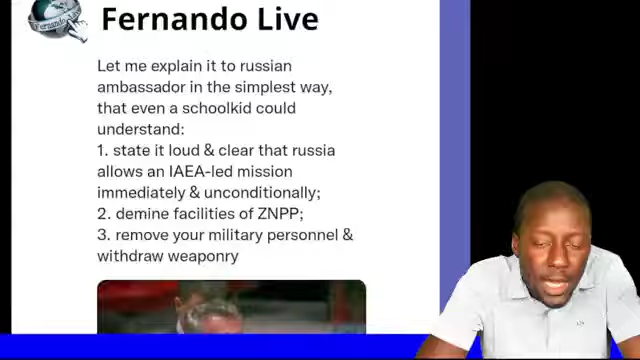 Fernando Live
Fernando Live
Let me explain it to russian
ambassador in the simplest way,
that even a schoolkid could
understand:
1. state it loud & clear that russia
allows an IAEA-led mission
immediately & unconditionally;
2. demine facilities of ZNPP;
3. remove your military personnel &
withdraw weaponry